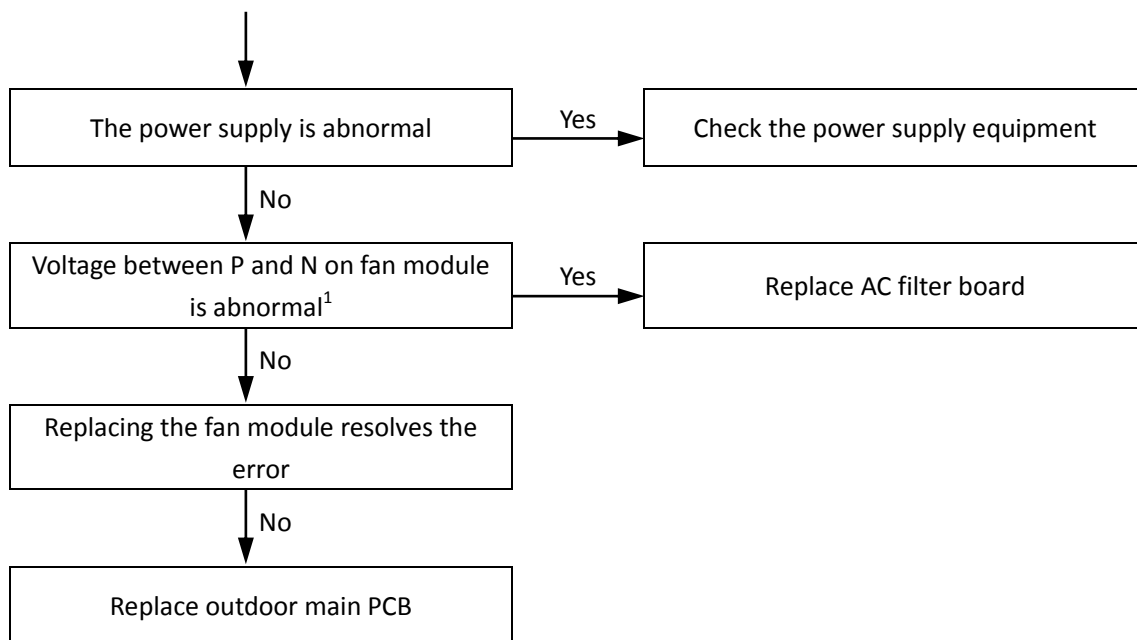 The power supply is abnormal
Yes
Check the power supply equipment
No
Voltage between P and N on fan module
is abnormal¹
Yes
Replace AC filter board
No
Replacing the fan module resolves the
error
No
Replace outdoor main PCB